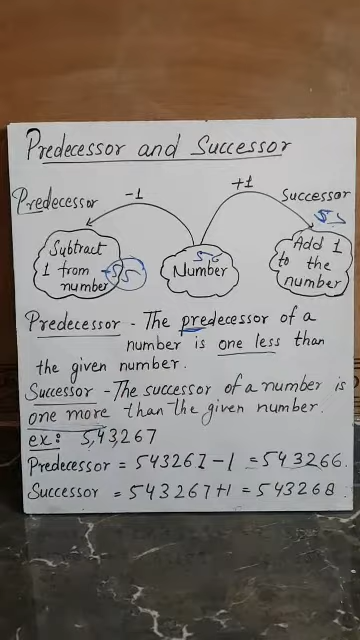 Predecessor and Successor
Predecessor -1 +1 Successor
Subtract
1 from
number
55
56
Number
Add 1
to the
number
Predecessor - The predecessor of a
number is one less than
the given number.
Successor - The successor of a number is
one more than the given number.
ex: 5,43,267
Predecessor = 543267 - 1 = 543266.
Successor = 543267+1 = 543268.